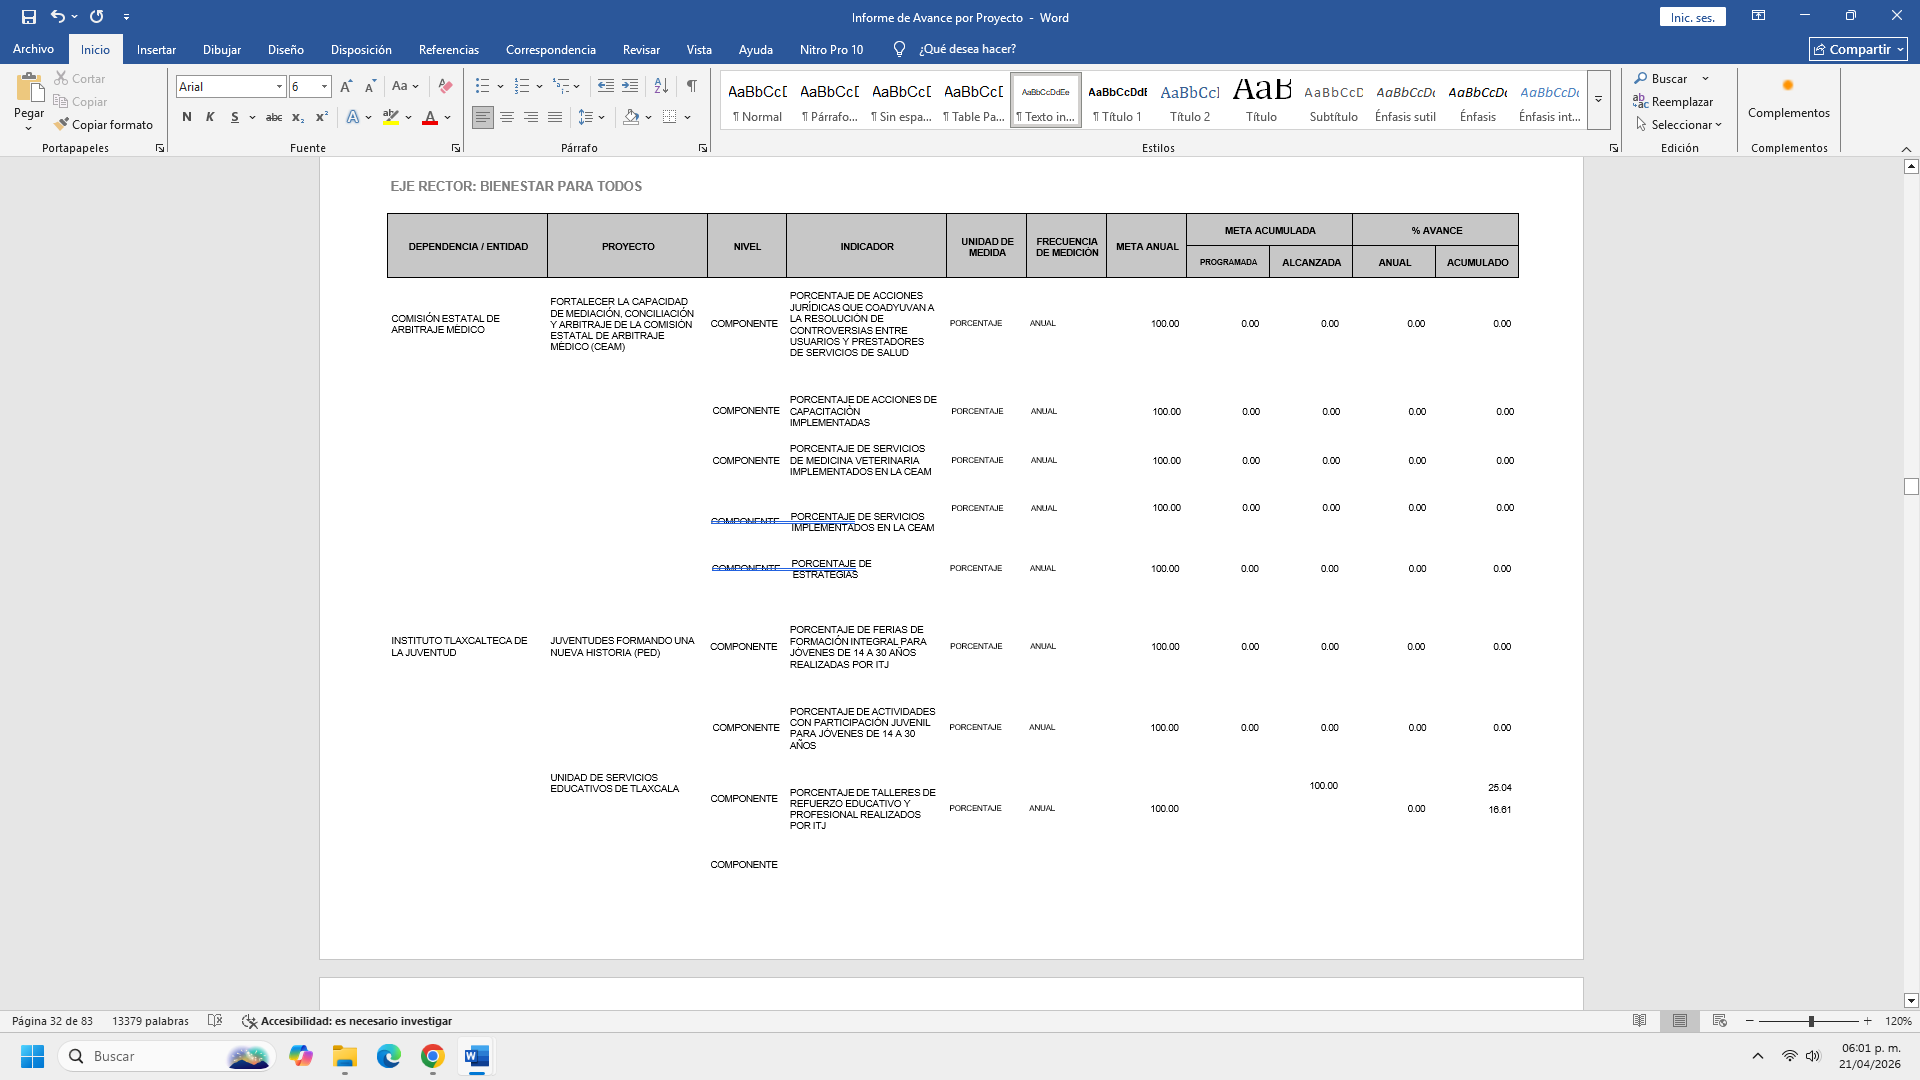 Informe de Avance por Proyecto - Word
Inic. ses.
Archivo Inicio Insertar Dibujar Diseño Disposición Referencias Correspondencia Revisar Vista Ayuda Nitro Pro 10 ¿Qué desea hacer? Compartir
Pegar
Cortar
Copiar
Copiar formato
Portapapeles
Arial 6
Aa
N K S abc x₂ x²
Fuente
Párrafo
AaBbCcD ¶ Normal
AaBbCcD ¶ Párrafo...
AaBbCcD ¶ Sin espa...
AaBbCcD ¶ Table Pa...
AaBbCcDdEe ¶ Texto in...
AaBbCcDdE ¶ Título 1
AaBbCcI Título 2
AaB Título
AaBbCcD Subtítulo
AaBbCcDc Énfasis sutil
AaBbCcDc Énfasis
AaBbCcDc Énfasis int...
Estilos
Buscar
Reemplazar
Seleccionar
Edición
Complementos
Complementos
EJE RECTOR: BIENESTAR PARA TODOS
DEPENDENCIA / ENTIDAD PROYECTO NIVEL INDICADOR UNIDAD DE MEDIDA FRECUENCIA DE MEDICIÓN META ANUAL META ACUMULADA % AVANCE
PROGRAMADA ALCANZADA ANUAL ACUMULADO
COMISIÓN ESTATAL DE
ARBITRAJE MÉDICO
FORTALECER LA CAPACIDAD
DE MEDIACIÓN, CONCILIACIÓN
Y ARBITRAJE DE LA COMISIÓN
ESTATAL DE ARBITRAJE
MÉDICO (CEAM)
COMPONENTE
PORCENTAJE DE ACCIONES
JURÍDICAS QUE COADYUVAN A
LA RESOLUCIÓN DE
CONTROVERSIAS ENTRE
USUARIOS Y PRESTADORES
DE SERVICIOS DE SALUD
PORCENTAJE ANUAL 100.00 0.00 0.00 0.00 0.00
COMPONENTE
PORCENTAJE DE ACCIONES DE
CAPACITACIÓN
IMPLEMENTADAS
PORCENTAJE ANUAL 100.00 0.00 0.00 0.00 0.00
COMPONENTE
PORCENTAJE DE SERVICIOS
DE MEDICINA VETERINARIA
IMPLEMENTADOS EN LA CEAM
PORCENTAJE ANUAL 100.00 0.00 0.00 0.00 0.00
COMPONENTE
PORCENTAJE DE SERVICIOS
IMPLEMENTADOS EN LA CEAM
PORCENTAJE ANUAL 100.00 0.00 0.00 0.00 0.00
COMPONENTE
PORCENTAJE DE
ESTRATEGIAS
PORCENTAJE ANUAL 100.00 0.00 0.00 0.00 0.00
INSTITUTO TLAXCALTECA DE
LA JUVENTUD
JUVENTUDES FORMANDO UNA
NUEVA HISTORIA (PED)
COMPONENTE
PORCENTAJE DE FERIAS DE
FORMACIÓN INTEGRAL PARA
JÓVENES DE 14 A 30 AÑOS
REALIZADAS POR ITJ
PORCENTAJE ANUAL 100.00 0.00 0.00 0.00 0.00
COMPONENTE
PORCENTAJE DE ACTIVIDADES
CON PARTICIPACIÓN JUVENIL
PARA JÓVENES DE 14 A 30
AÑOS
PORCENTAJE ANUAL 100.00 0.00 0.00 0.00 0.00
UNIDAD DE SERVICIOS
EDUCATIVOS DE TLAXCALA
100.00 25.04
COMPONENTE
PORCENTAJE DE TALLERES DE
REFUERZO EDUCATIVO Y
PROFESIONAL REALIZADOS
POR ITJ
PORCENTAJE ANUAL 100.00 0.00 16.61
COMPONENTE
Página 32 de 83 13379 palabras Accesibilidad: es necesario investigar 120%
Buscar
06:01 p. m.
21/04/2026